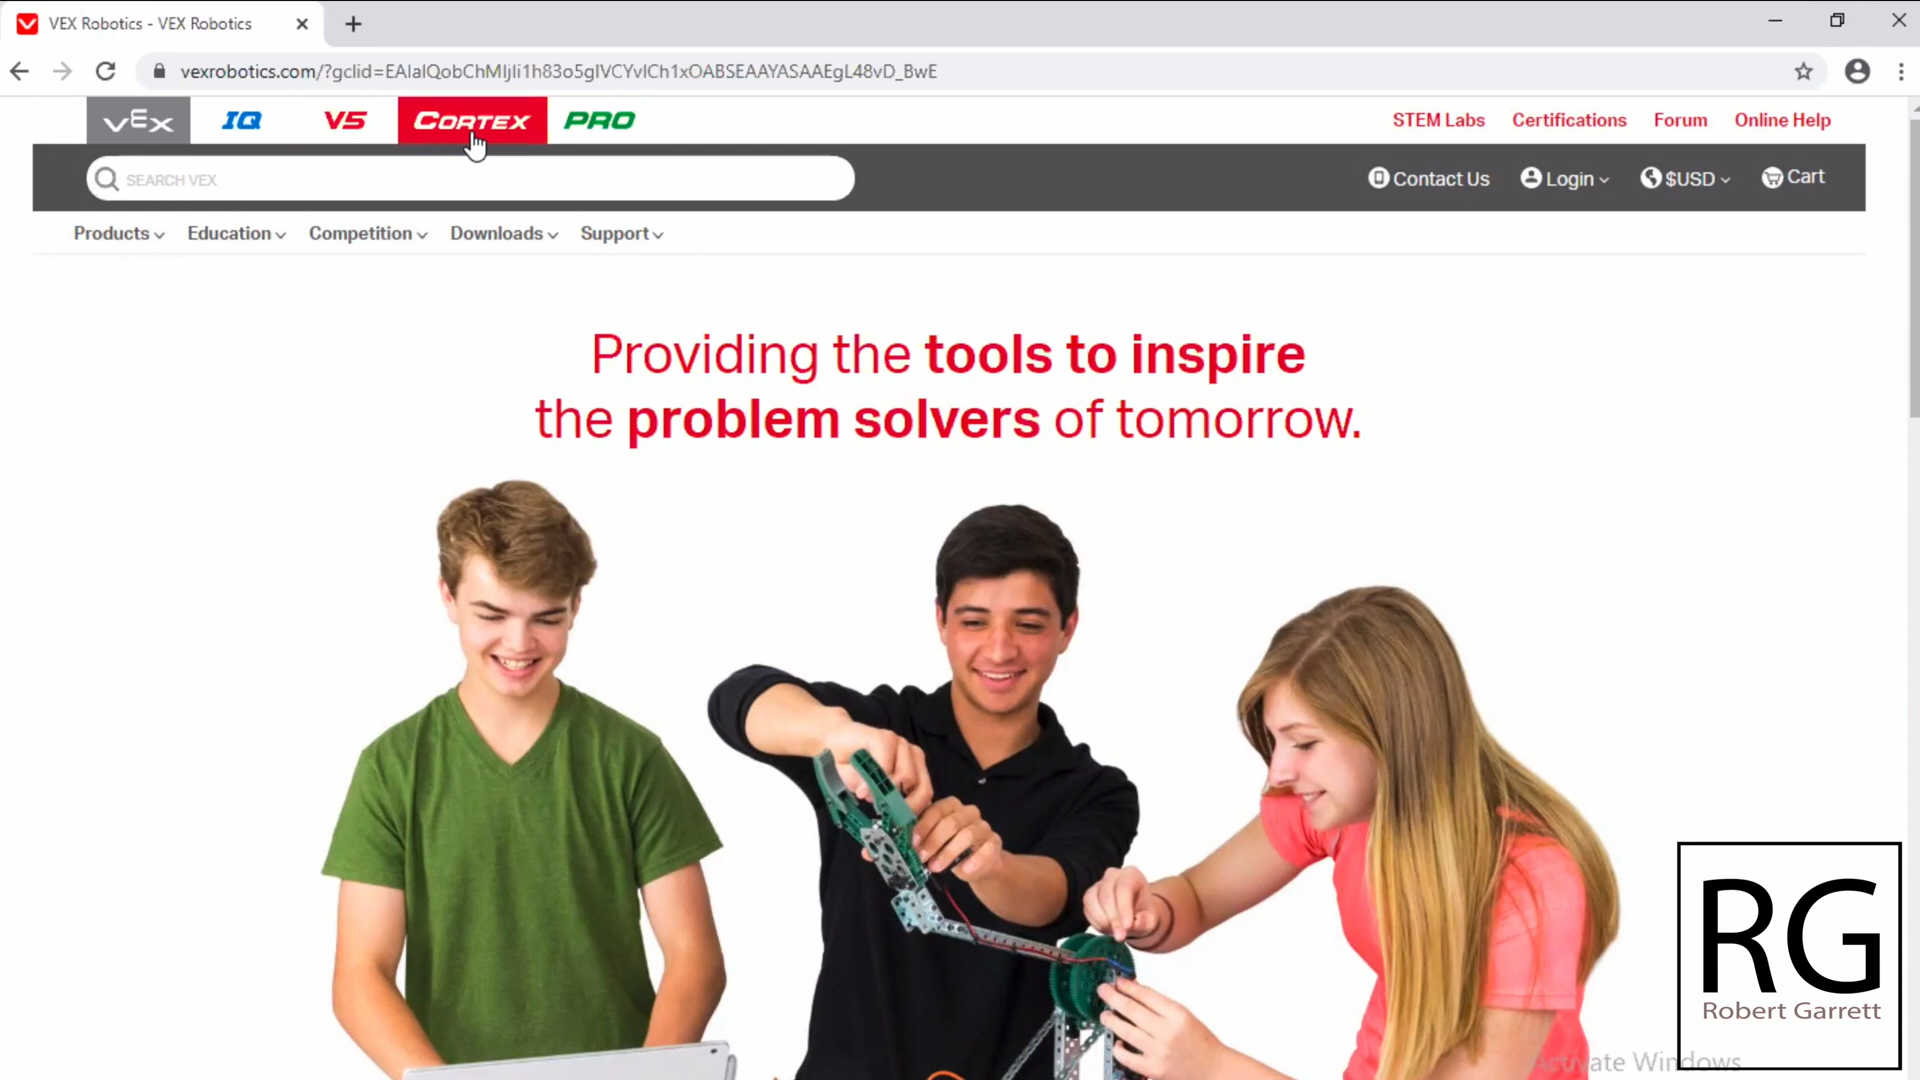 VEX Robotics - VEX Robotics
vexrobotics.com/?gclid=EAIaIQobChMIjIi1h83o5gIVCYvICh1xOABSEAAYASAAEgL48vD_BwE
VEX IQ V5 CORTEX PRO STEM Labs Certifications Forum Online Help
SEARCH VEX Contact Us Login $USD Cart
Products Education Competition Downloads Support
Providing the tools to inspire
the problem solvers of tomorrow.
RG
Robert Garrett
Activate Windows